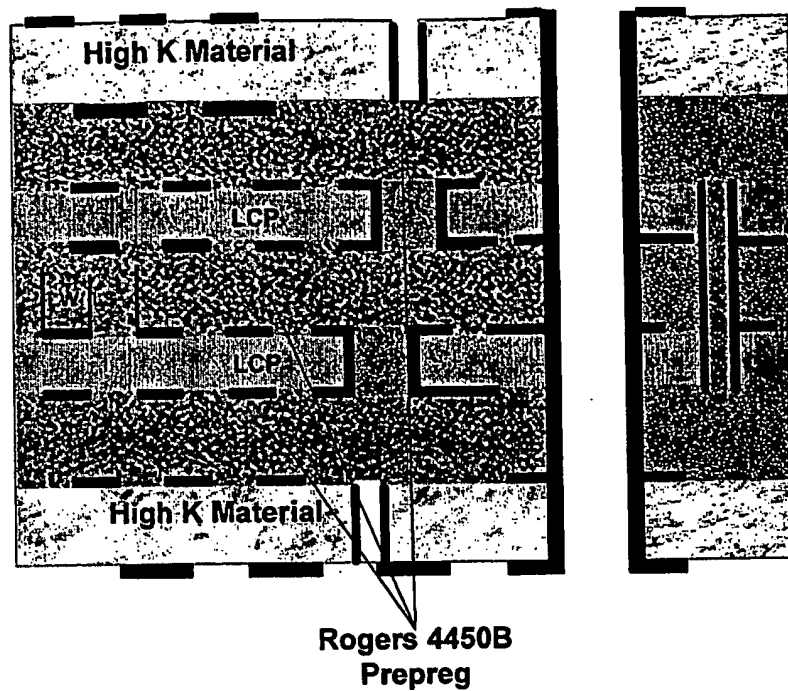 High K Material
LCP
W
LCP
High K Material
Rogers 4450B
Prepreg